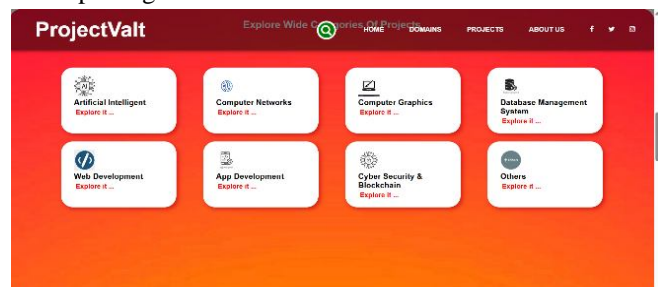 ProjectValt
Explore Wide Categories Of Projects
HOME DOMAINS PROJECTS ABOUT US
Artificial Intelligent
Explore it ...
Computer Networks
Explore it ...
Computer Graphics
Explore it ...
Database Management
System
Explore it ...
Web Development
Explore it ...
App Development
Explore it ...
Cyber Security &
Blockchain
Explore it ...
Others
Explore it ...